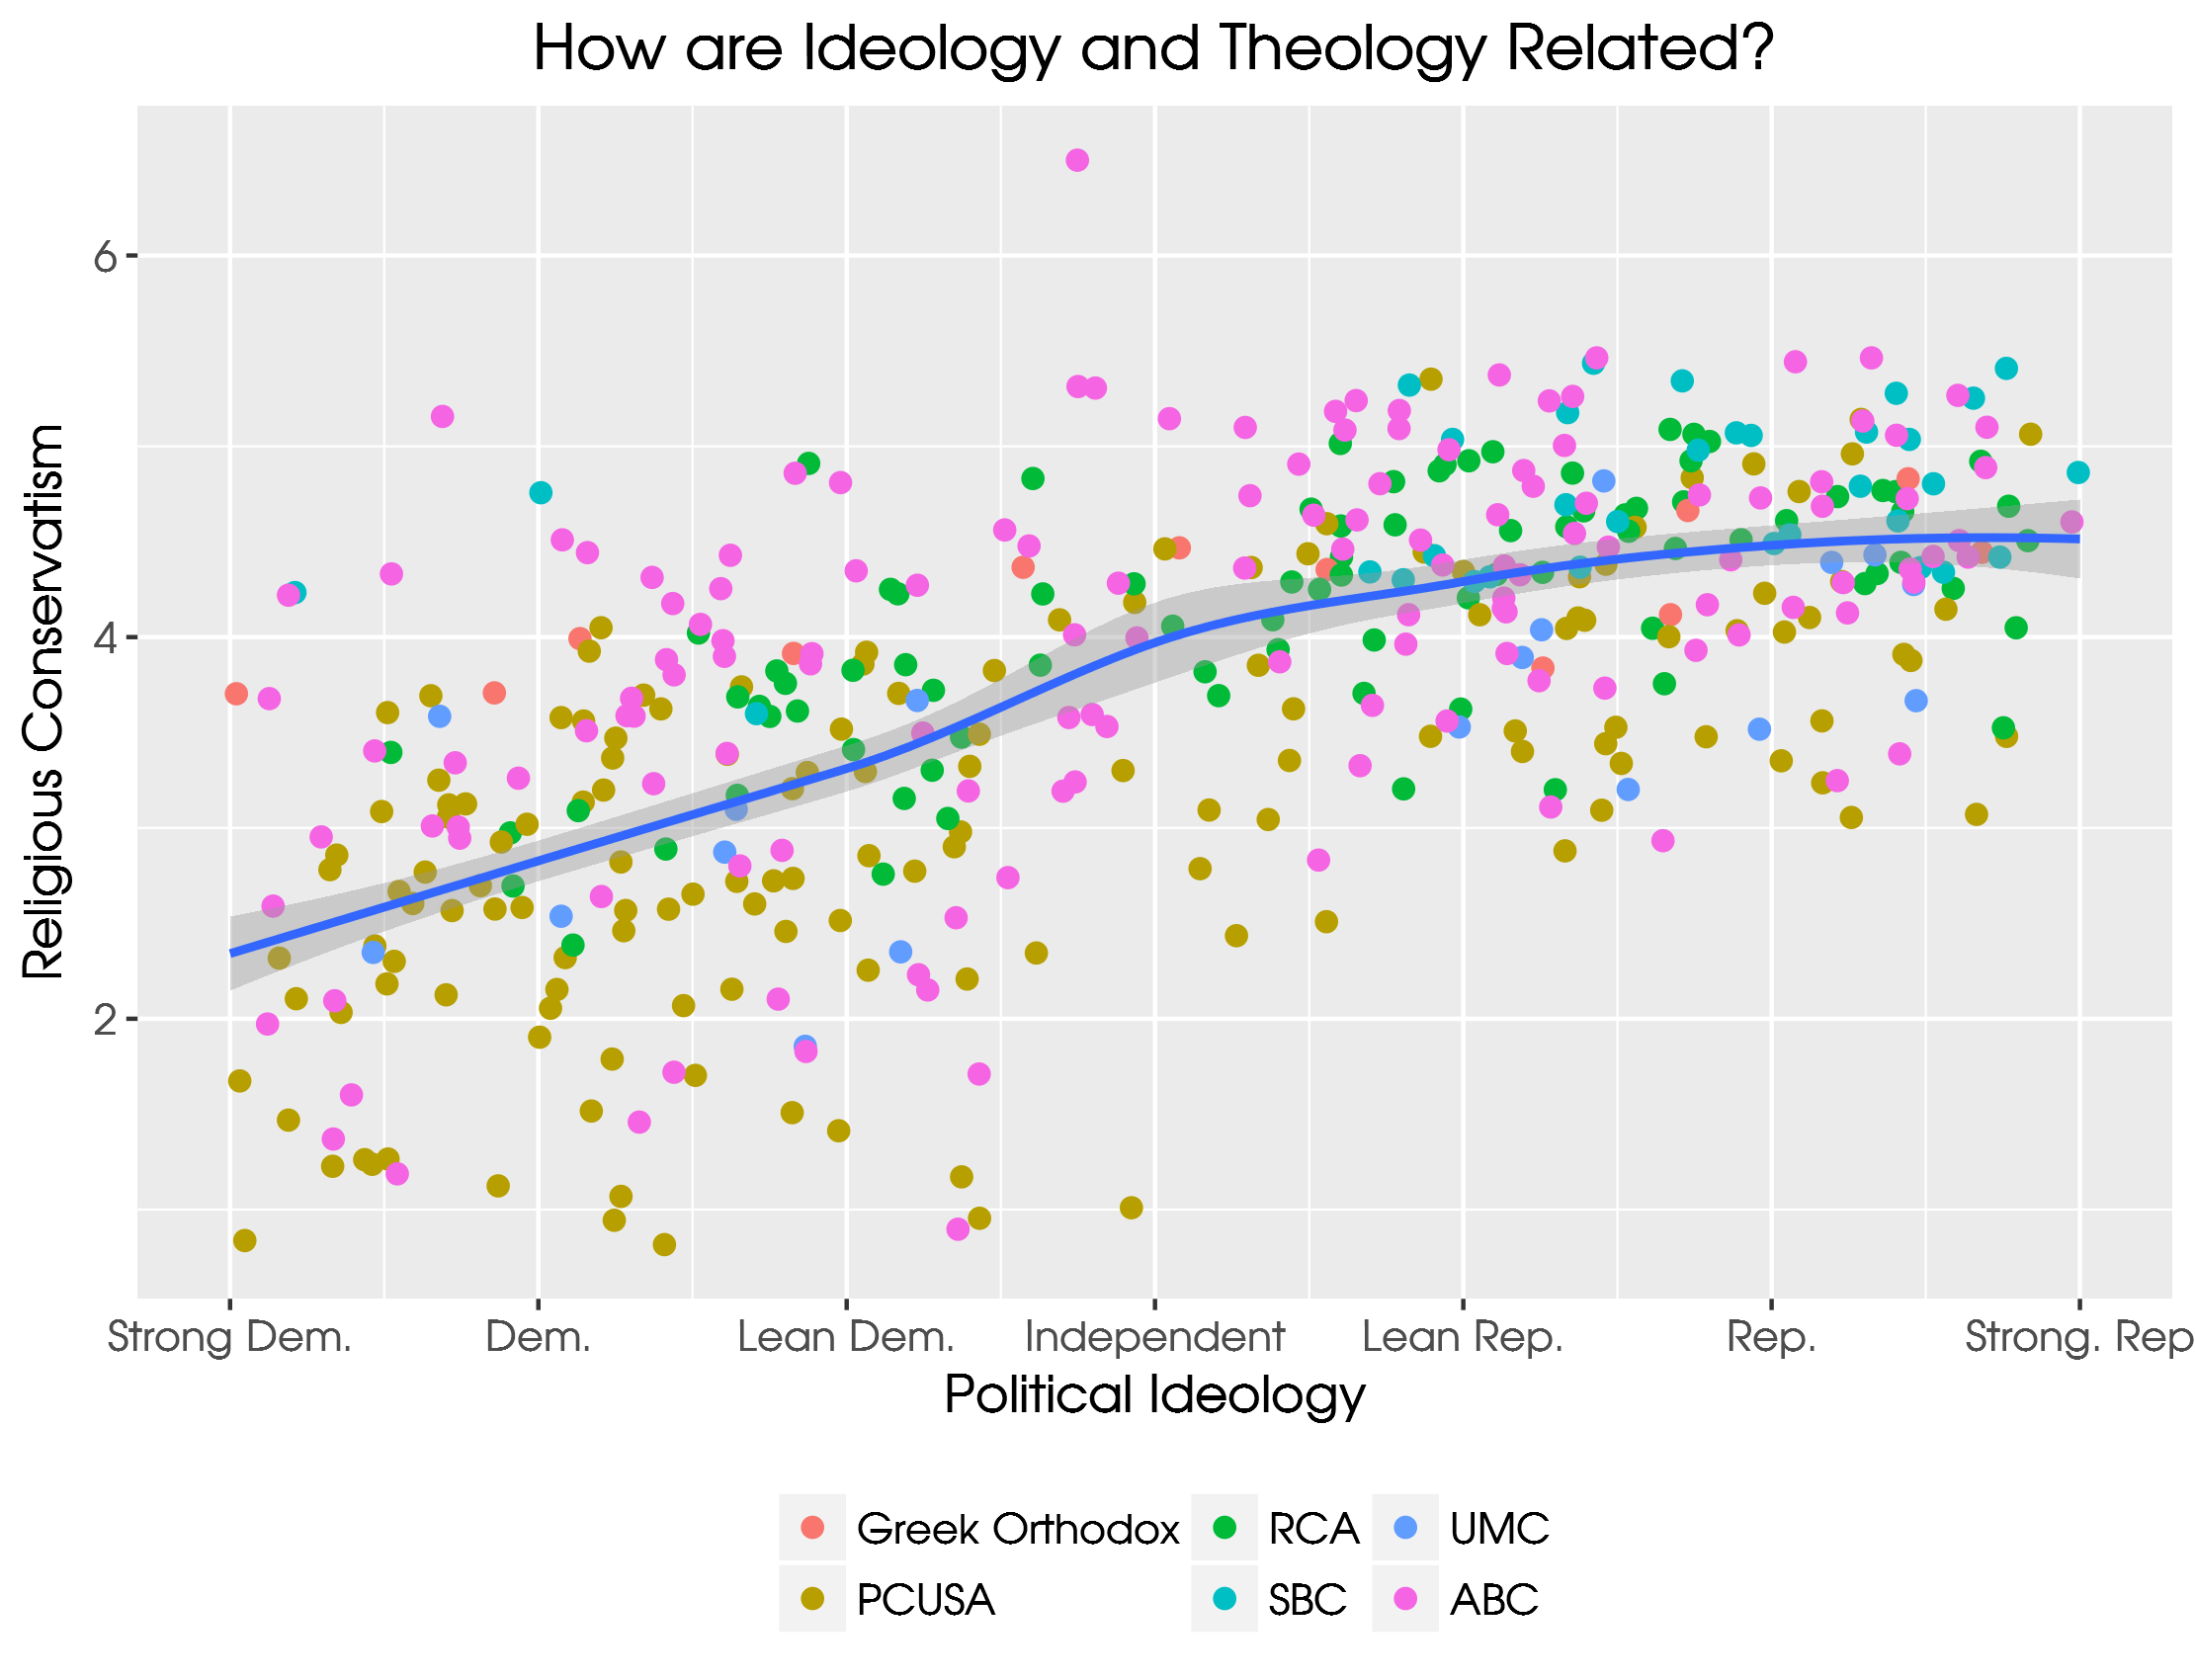 How are Ideology and Theology Related?
Religious Conservatism
6
4
2
Strong Dem. Dem. Lean Dem. Independent Lean Rep. Rep. Strong. Rep
Political Ideology
Greek Orthodox RCA UMC
PCUSA SBC ABC